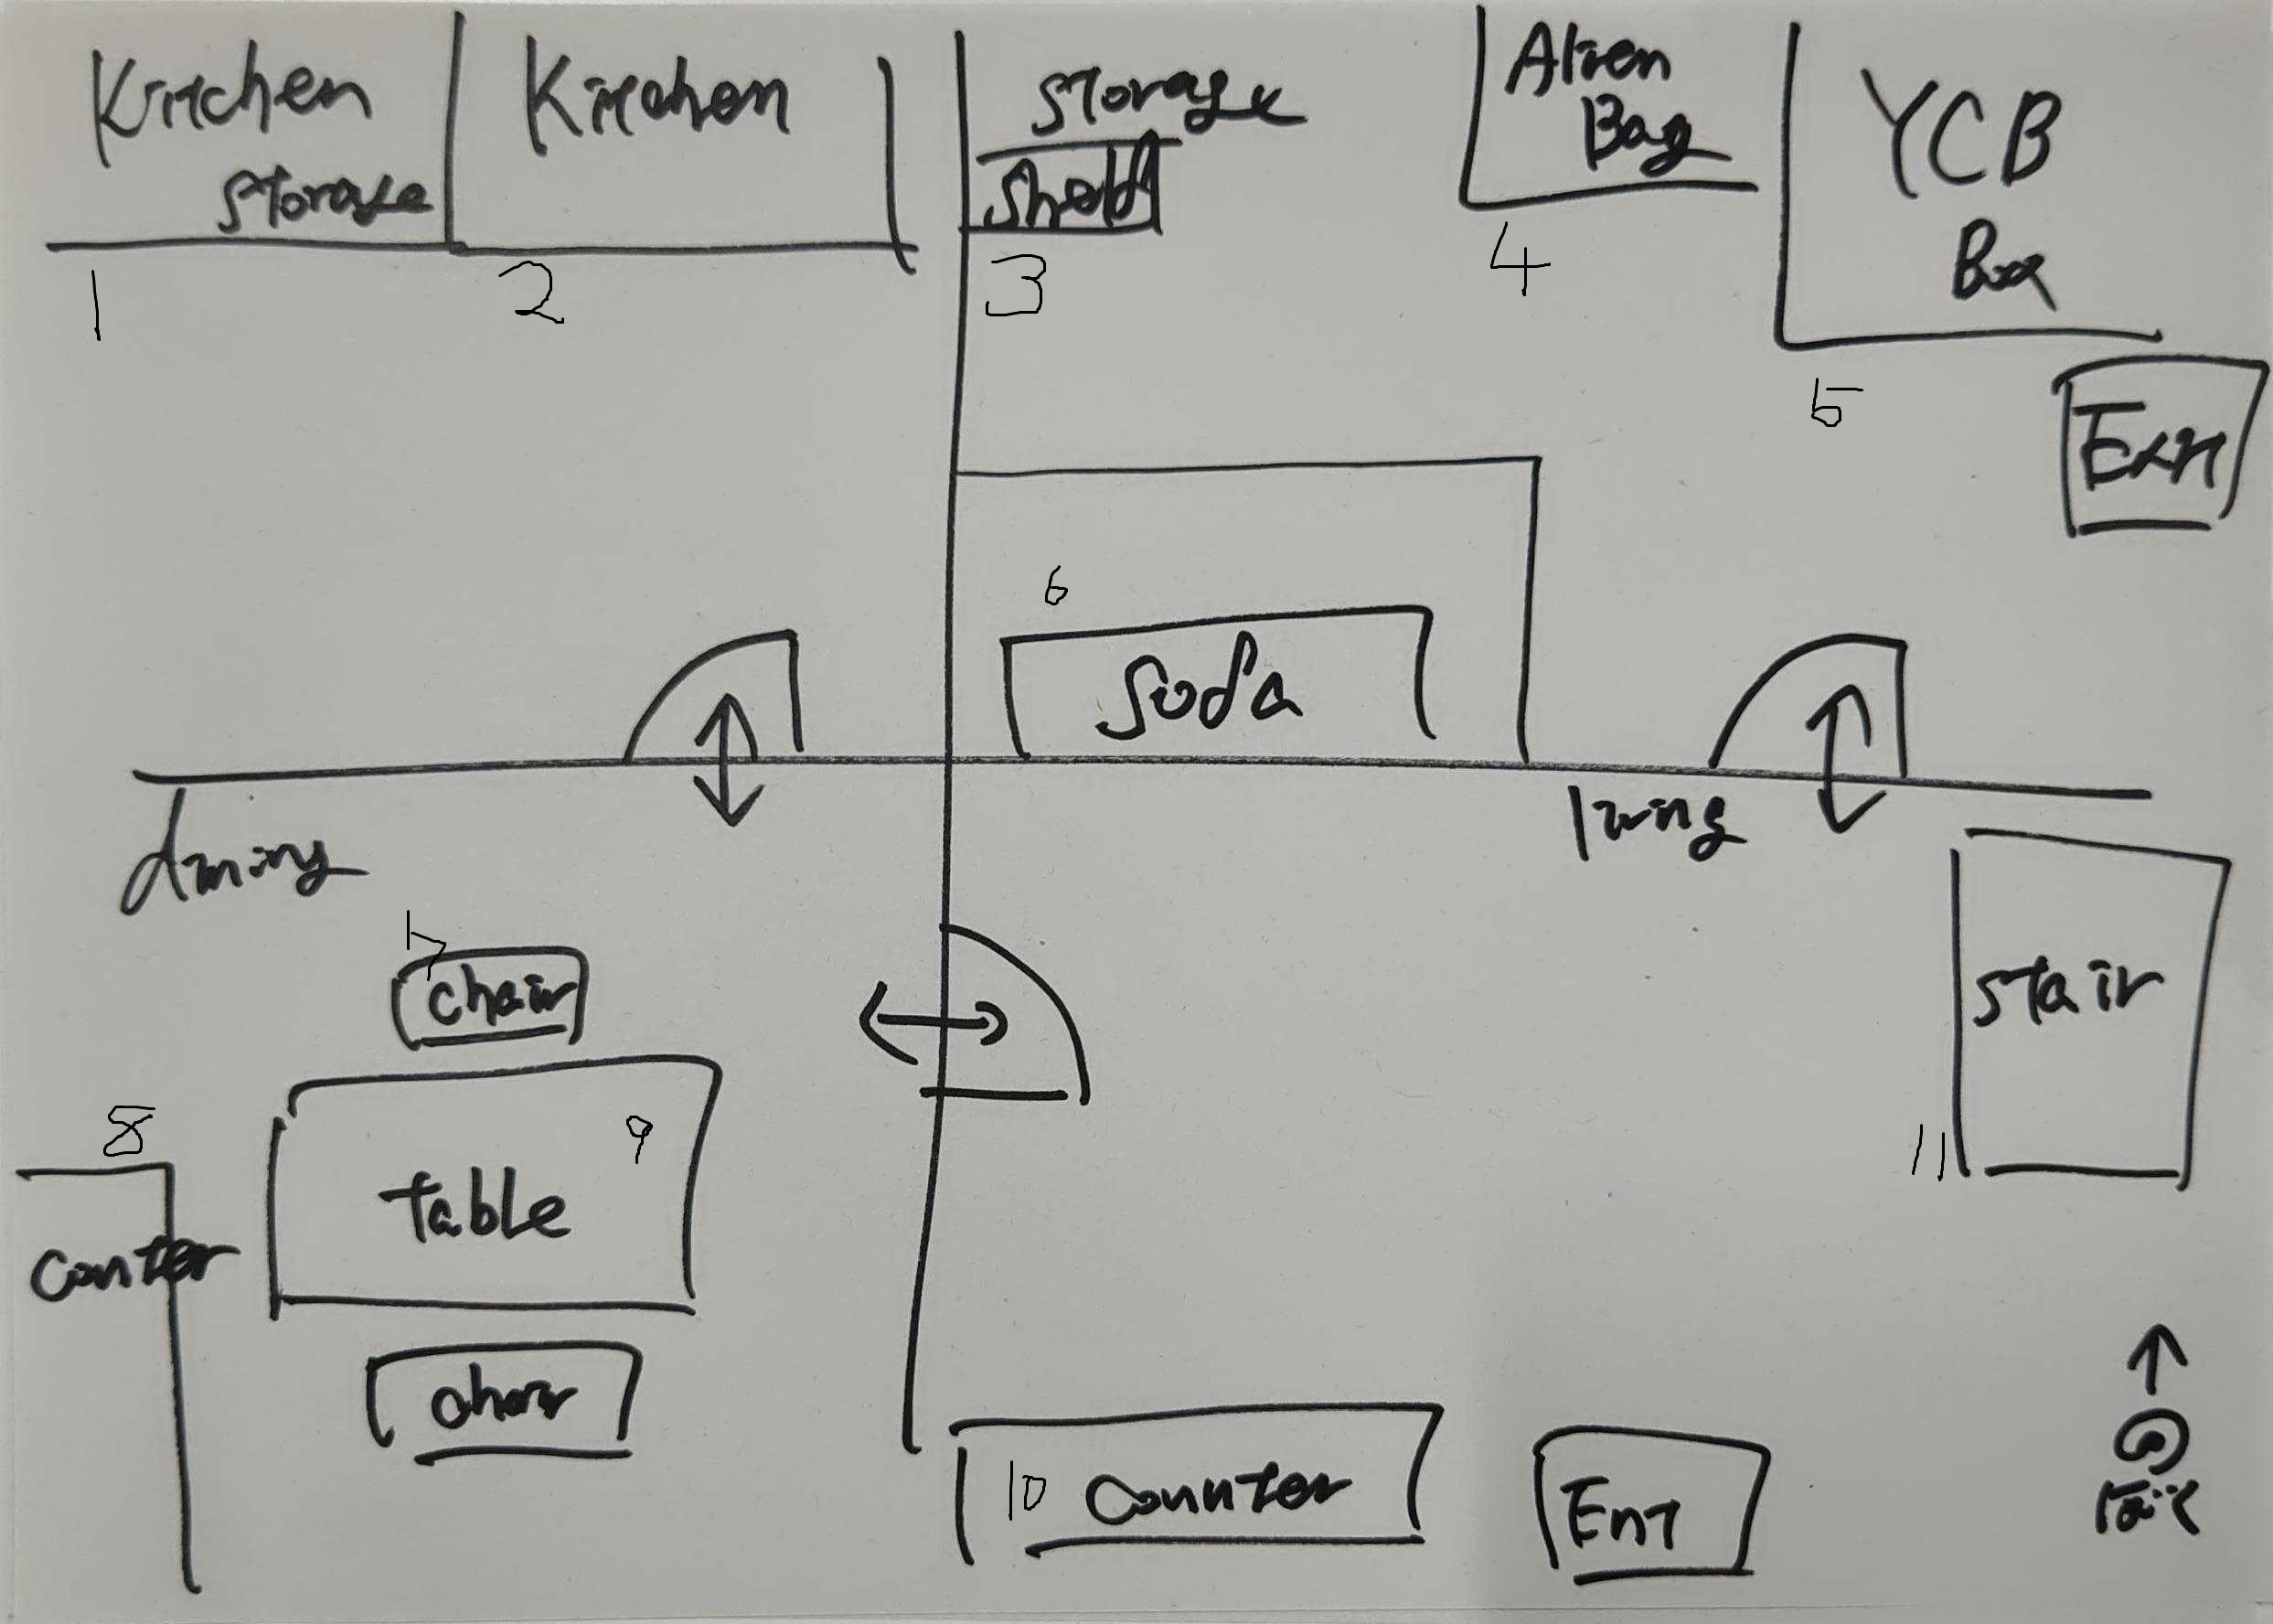 Kitchen
Storage
Kitchen
Storage
Shelf
Alien
Bag
YCB
Box
1
2
3
4
5
Exit
6
Soda
dining
living
7
chair
stair
8
9
table
11
counter
chair
10
counter
Ent